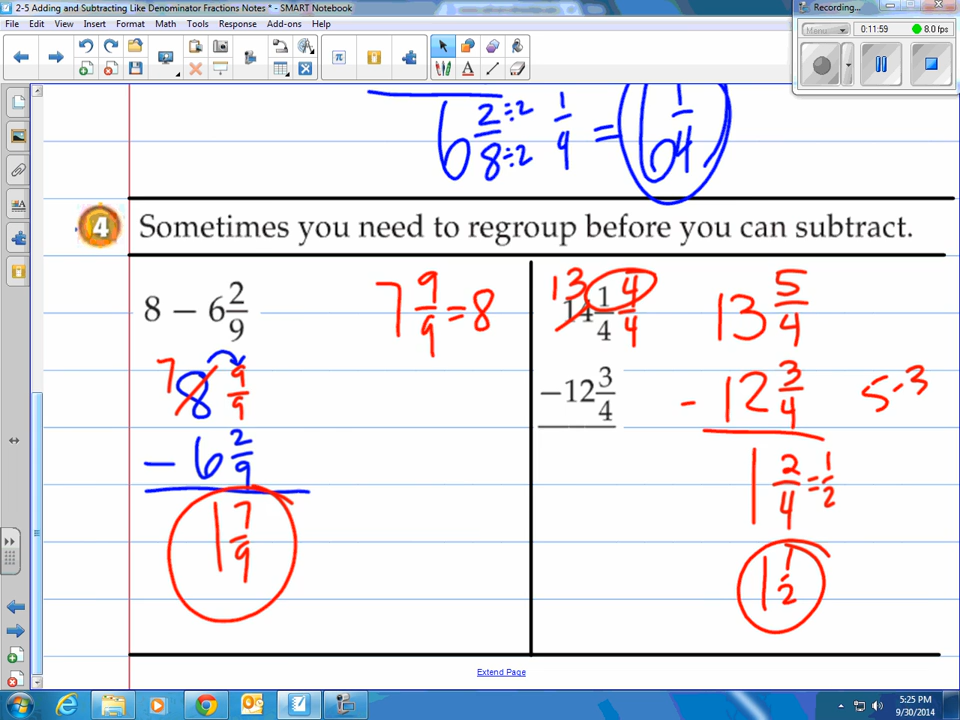 2-5 Adding and Subtracting Like Denominator Fractions Notes * - SMART Notebook
Recording...
File Edit View Insert Format Tools Response Add-ons Help
Menu 0:11:59 8.0 fps
6 2/8 ÷2/÷2 1/4 = 6 1/4
4 Sometimes you need to regroup before you can subtract.
8 − 6 2/9
7 9/9 = 8
7 8 9/9
− 6 2/9
1 7/9
13 14 1/4 4/4
−12 3/4
13 5/4
- 12 3/4
5-3
1 2/4 = 1/2
1 1/2
Extend Page
5:25 PM
9/30/2014